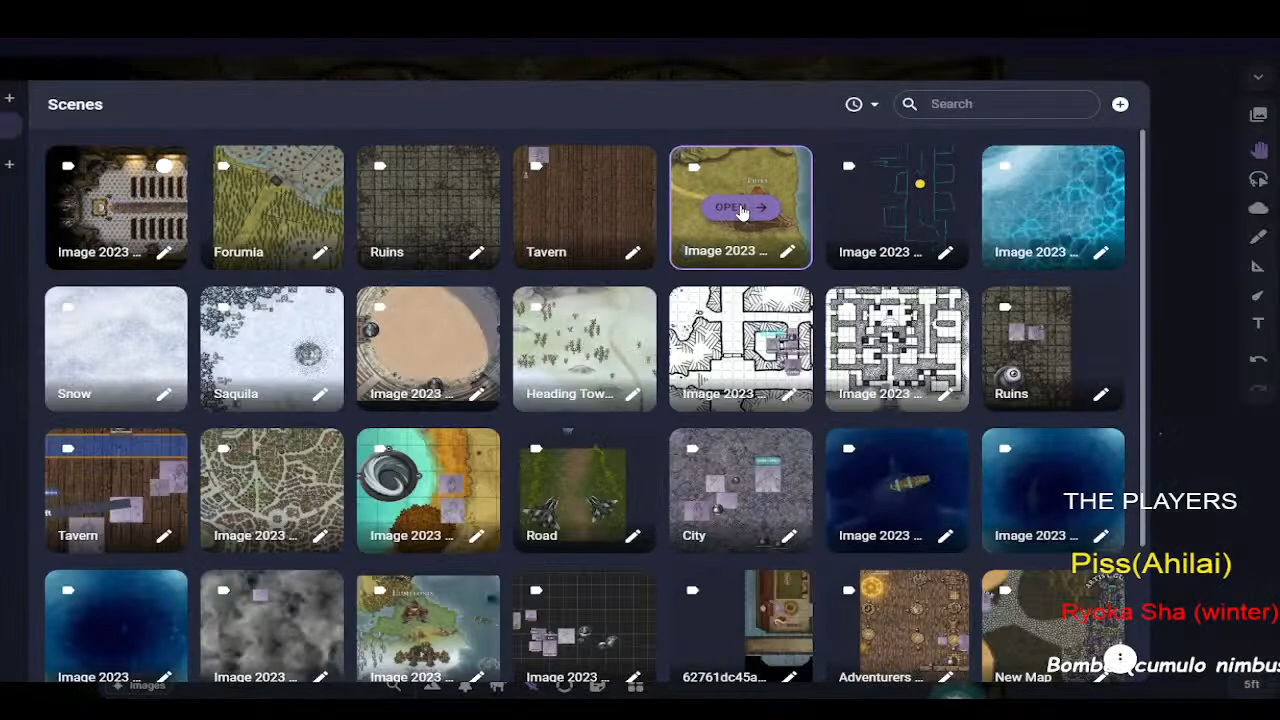 Scenes
Search
Image 2023 ...
Forumia
Ruins
Tavern
OPEN
Image 2023 ...
Image 2023 ...
Image 2023 ...
Snow
Saquila
Image 2023 ...
Heading Tow...
Image 2023 ...
Image 2023 ...
Ruins
Tavern
Image 2023 ...
Image 2023 ...
Road
City
Image 2023 ...
Image 2023 ...
THE PLAYERS
Piss(Ahilai)
Ryoka Sha (winter)
Image 2023 ...
Image 2023 ...
Image 2023 ...
Image 2023 ...
62761dc45a...
Adventurers ...
New Map
cumulo nimbus
Images
5ft